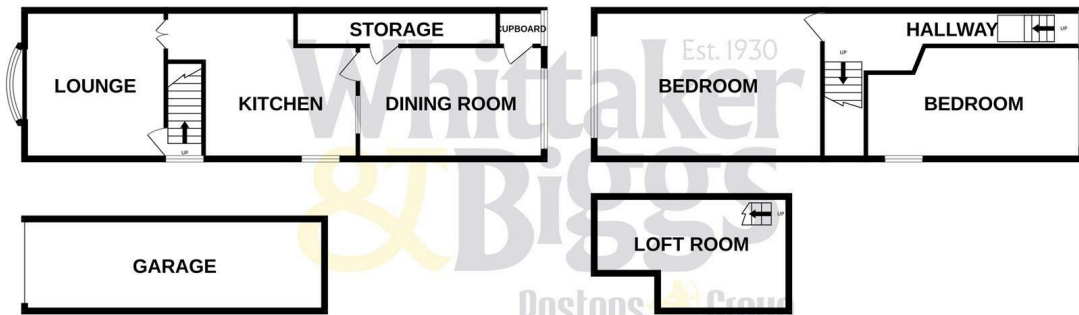 STORAGE
CUPBOARD
LOUNGE
UP
KITCHEN
DINING ROOM
Est. 1930
Whittaker
& Biggs
HALLWAY
UP
BEDROOM
UP
BEDROOM
GARAGE
LOFT ROOM
UP